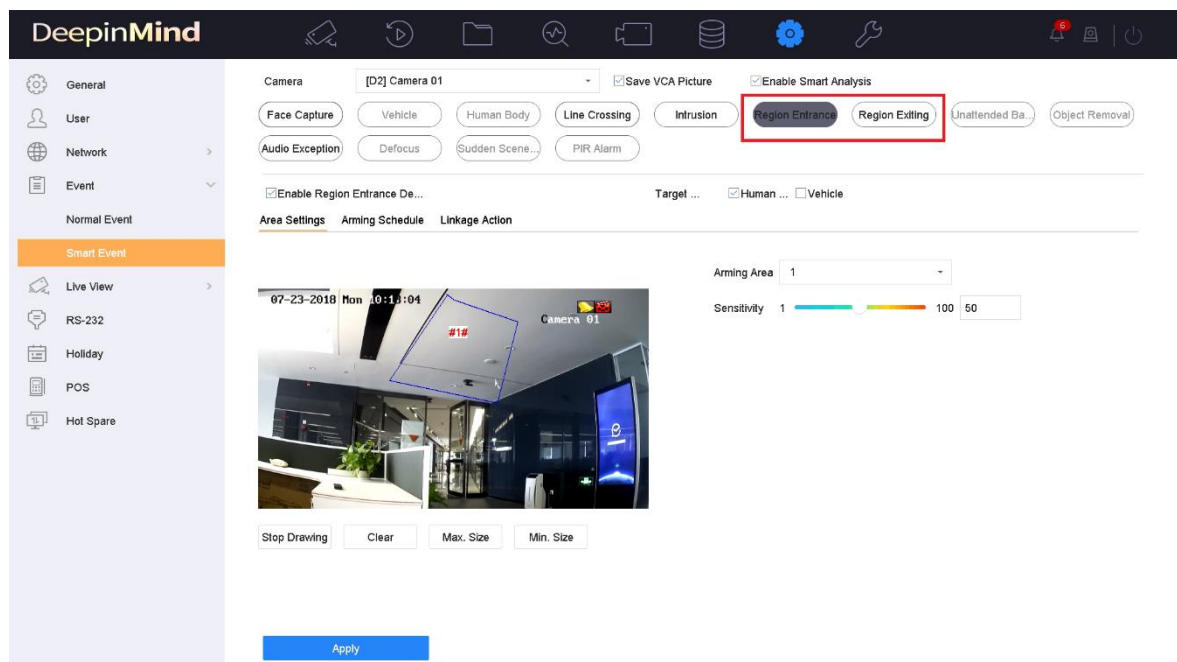 DeepinMind
6
General
User
Network
Event
Normal Event
Smart Event
Live View
RS-232
Holiday
POS
Hot Spare
Camera [D2] Camera 01 Save VCA Picture Enable Smart Analysis
Face Capture Vehicle Human Body Line Crossing Intrusion Region Entrance Region Exiting Unattended Ba... Object Removal
Audio Exception Defocus Sudden Scene... PIR Alarm
Enable Region Entrance De... Target ... Human ... Vehicle
Area Settings Arming Schedule Linkage Action
07-23-2018 Mon 10:13:04
Camera 01
#1#
Arming Area 1
Sensitivity 1 100 50
Stop Drawing Clear Max. Size Min. Size
Apply